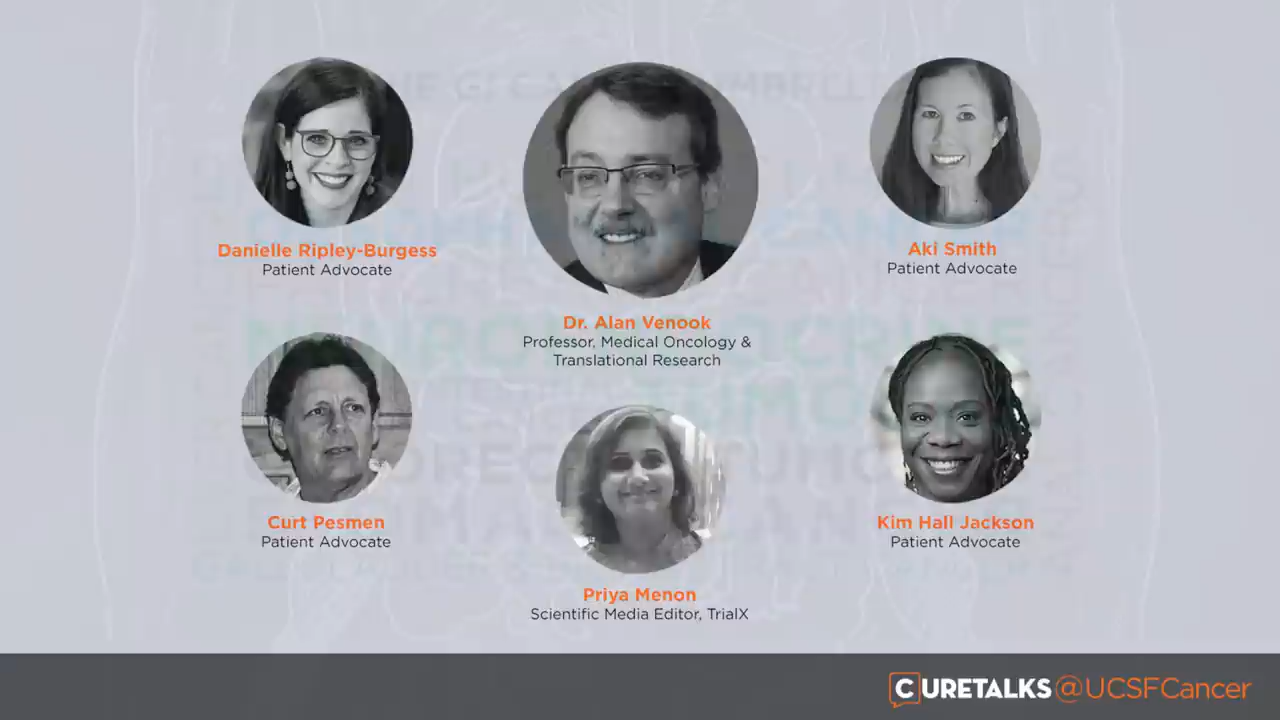 Danielle Ripley-Burgess
Patient Advocate
Dr. Alan Venook
Professor, Medical Oncology &
Translational Research
Aki Smith
Patient Advocate
Curt Pesmen
Patient Advocate
Priya Menon
Scientific Media Editor, TrialX
Kim Hall Jackson
Patient Advocate
CURETALKS@UCSFCancer